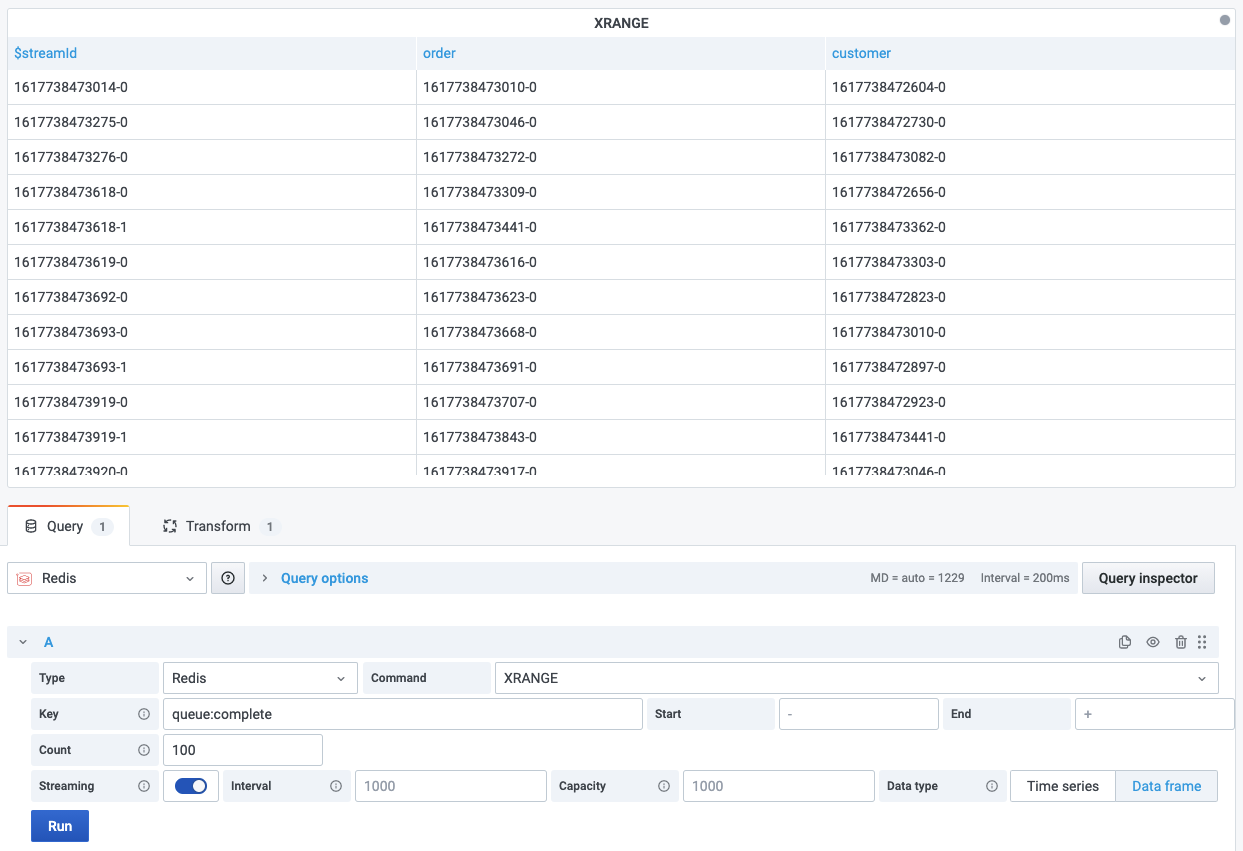 XRANGE
$streamId order customer
1617738473014-0 1617738473010-0 1617738472604-0
1617738473275-0 1617738473046-0 1617738472730-0
1617738473276-0 1617738473272-0 1617738473082-0
1617738473618-0 1617738473309-0 1617738472656-0
1617738473618-1 1617738473441-0 1617738473362-0
1617738473619-0 1617738473616-0 1617738473303-0
1617738473692-0 1617738473623-0 1617738472823-0
1617738473693-0 1617738473668-0 1617738473010-0
1617738473693-1 1617738473691-0 1617738472897-0
1617738473919-0 1617738473707-0 1617738472923-0
1617738473919-1 1617738473843-0 1617738473441-0
1617738473920-0 1617738473917-0 1617738473046-0
Query 1 Transform 1
Redis Query options MD = auto = 1229 Interval = 200ms Query inspector
A
Type Redis Command XRANGE
Key queue:complete Start - End +
Count 100
Streaming Interval 1000 Capacity 1000 Data type Time series Data frame
Run